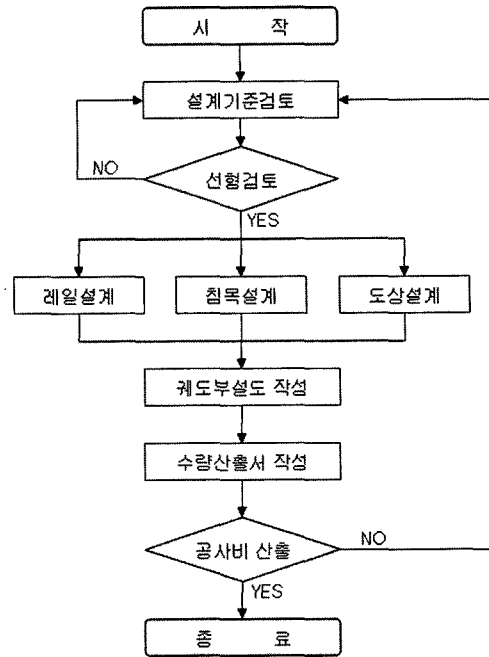 시 작
설계기준검토
NO
선형검토
YES
레일설계
침목설계
도상설계
궤도부설도 작성
수량산출서 작성
공사비 산출
NO
YES
종 료